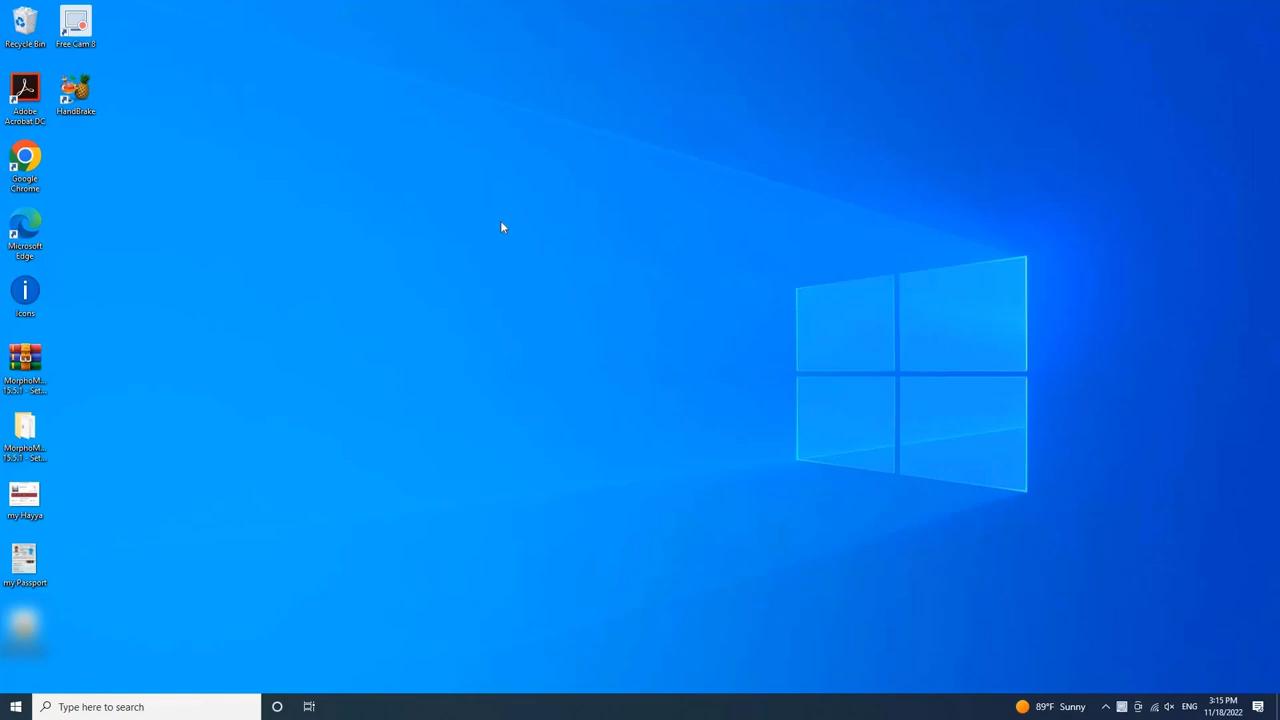 Recycle Bin
Free Cam 8
Adobe
Acrobat DC
HandBrake
Google
Chrome
Microsoft
Edge
Icons
MorphoM...
15.5.1 - Set...
MorphoM...
15.5.1 - Set...
my Hayya
my Passport
Type here to search
89°F Sunny
ENG
3:15 PM
11/18/2022